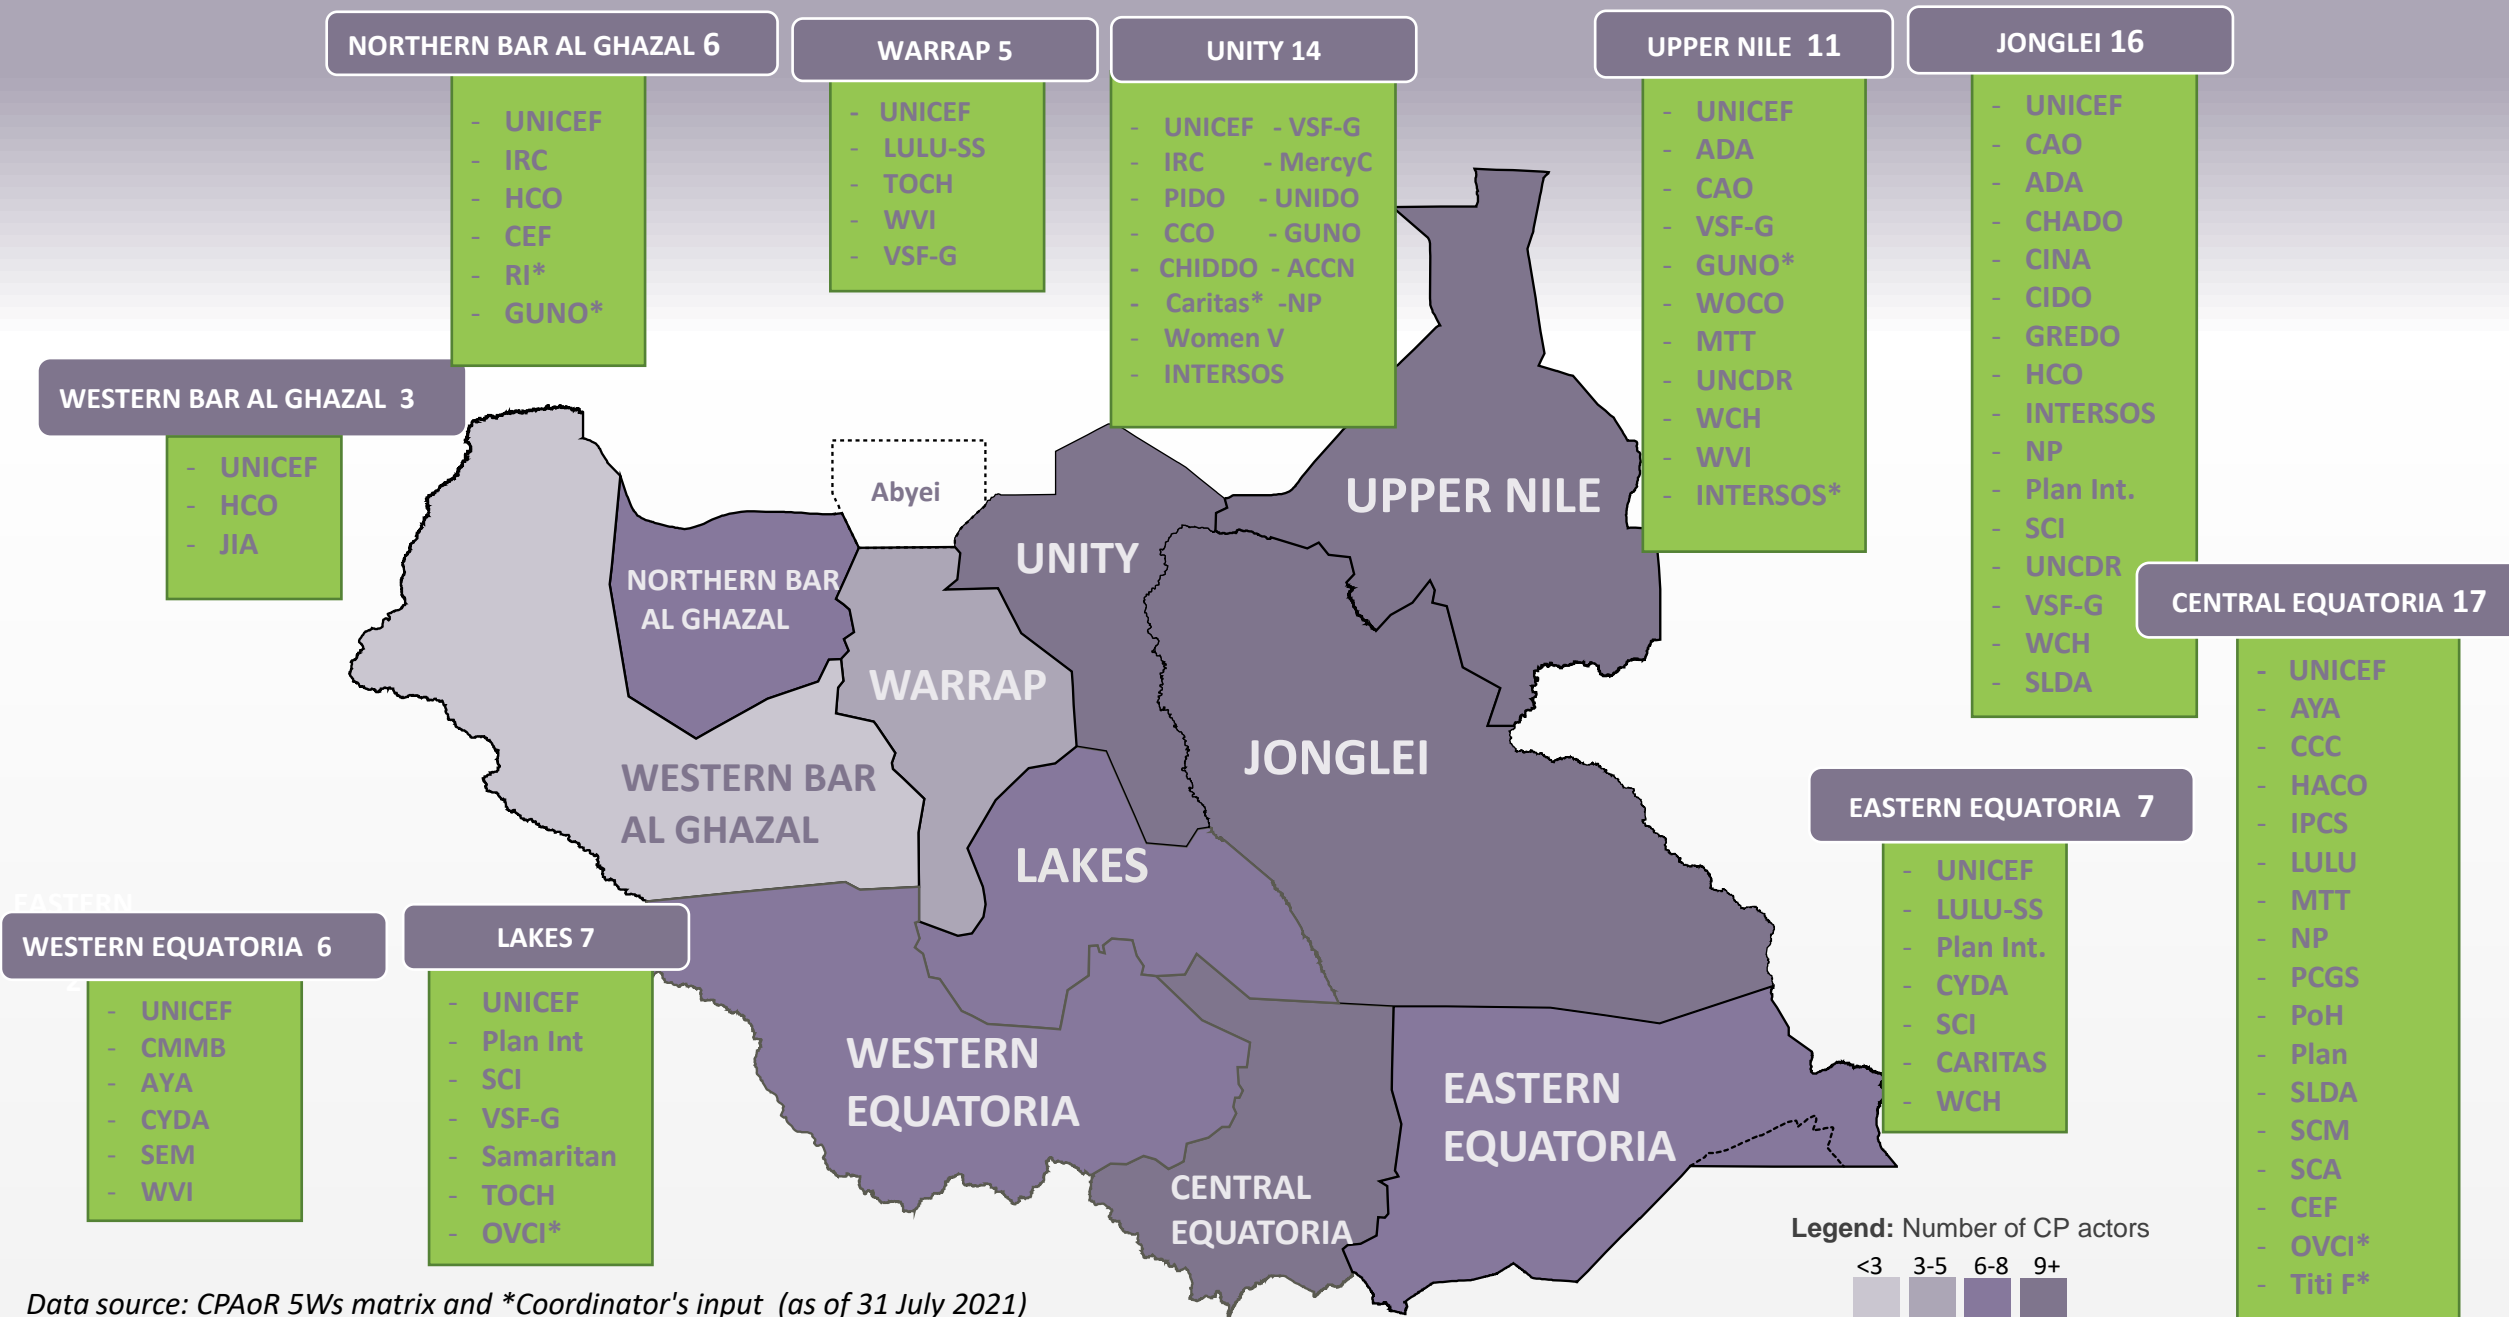 NORTHERN BAR AL GHAZAL 6
- UNICEF
- IRC
- HCO
- CEF
- RI*
- GUNO*
WARRAP 5
- UNICEF
- LULU-SS
- TOCH
- WVI
- VSF-G
UNITY 14
- UNICEF - VSF-G
- IRC - MercyC
- PIDO - UNIDO
- CCO - GUNO
- CHIDDO - ACCN
- Caritas* -NP
- Women V
- INTERSOS
UPPER NILE 11
- UNICEF
- ADA
- CAO
- VSF-G
- GUNO*
- WOCO
- MTT
- UNCDR
- WCH
- WVI
- INTERSOS*
JONGLEI 16
- UNICEF
- CAO
- ADA
- CHADO
- CINA
- CIDO
- GREDO
- HCO
- INTERSOS
- NP
- Plan Int.
- SCI
- UNCDR
- VSF-G
- WCH
- SLDA
WESTERN BAR AL GHAZAL 3
- UNICEF
- HCO
- JIA
CENTRAL EQUATORIA 17
- UNICEF
- AYA
- CCC
- HACO
- IPCS
- LULU
- MTT
- NP
- PCGS
- PoH
- Plan
- SLDA
- SCM
- SCA
- CEF
- OVCI*
- Titi F*
Abyei
UPPER NILE
UNITY
NORTHERN BAR
AL GHAZAL
WARRAP
JONGLEI
WESTERN BAR
AL GHAZAL
LAKES
WESTERN
EQUATORIA
EASTERN
EQUATORIA
CENTRAL
EQUATORIA
EASTERN EQUATORIA 7
- UNICEF
- LULU-SS
- Plan Int.
- CYDA
- SCI
- CARITAS
- WCH
EASTERN
2
WESTERN EQUATORIA 6
- UNICEF
- CMMB
- AYA
- CYDA
- SEM
- WVI
LAKES 7
- UNICEF
- Plan Int
- SCI
- VSF-G
- Samaritan
- TOCH
- OVCI*
Legend: Number of CP actors
<3 3-5 6-8 9+
Data source: CPAoR 5Ws matrix and *Coordinator's input (as of 31 July 2021)